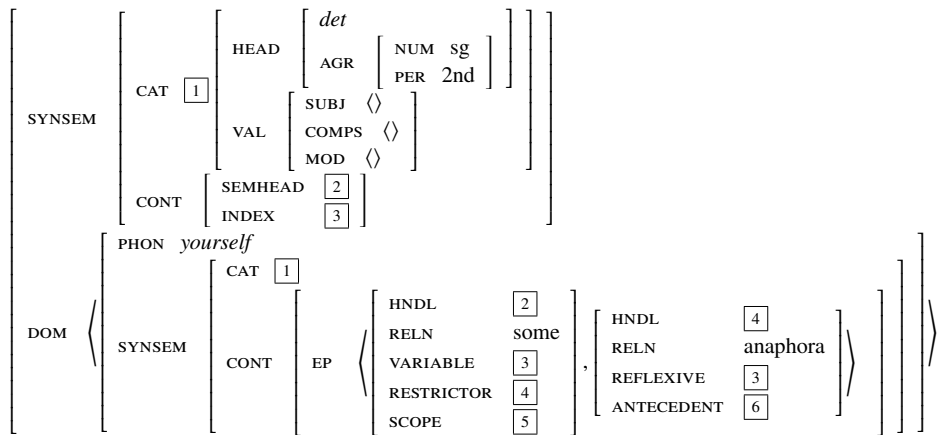 det
HEAD
NUM sg
AGR
PER 2nd
CAT 1
SUBJ ⟨⟩
SYNSEM
VAL
COMPS ⟨⟩
MOD ⟨⟩
SEMHEAD 2
CONT
INDEX 3
PHON yourself
CAT 1
HNDL 2
HNDL 4
RELN some
RELN anaphora
DOM
SYNSEM
CONT
EP
VARIABLE 3
,
REFLEXIVE 3
RESTRICTOR 4
ANTECEDENT 6
SCOPE 5